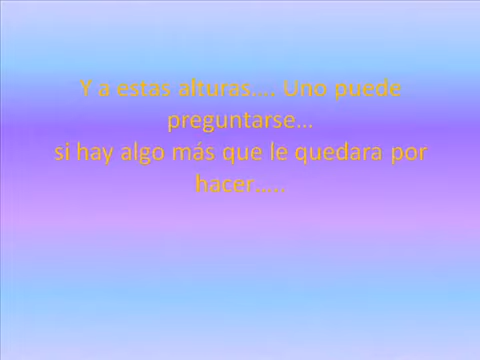 Y a estas alturas.... Uno puede
preguntarse...
si hay algo más que le quedara por
hacer…..